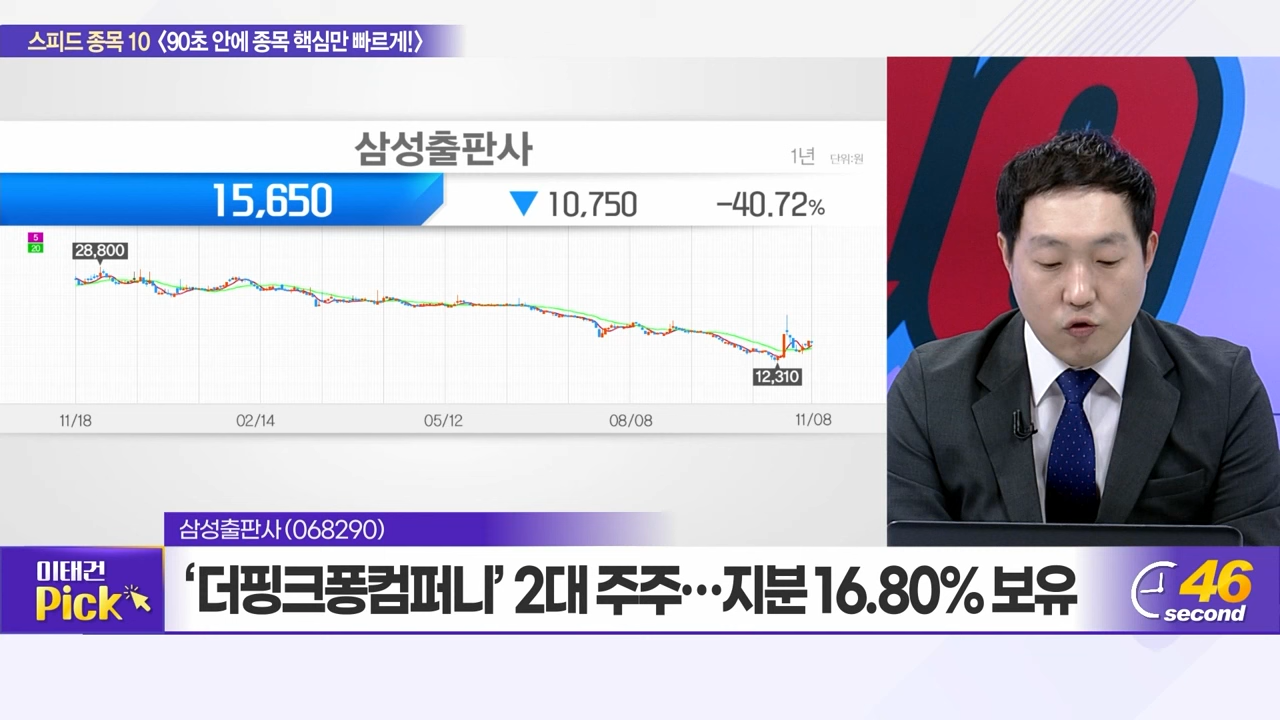 스피드 종목 10 〈90초 안에 종목 핵심만 빠르게!〉
삼성출판사
1년 단위:원
15,650 ▼ 10,750 -40.72%
5
20
28,800
12,310
11/18 02/14 05/12 08/08 11/08
삼성출판사(068290)
이태건
Pick
‘더핑크퐁컴퍼니’ 2대 주주…지분 16.80% 보유
46
second